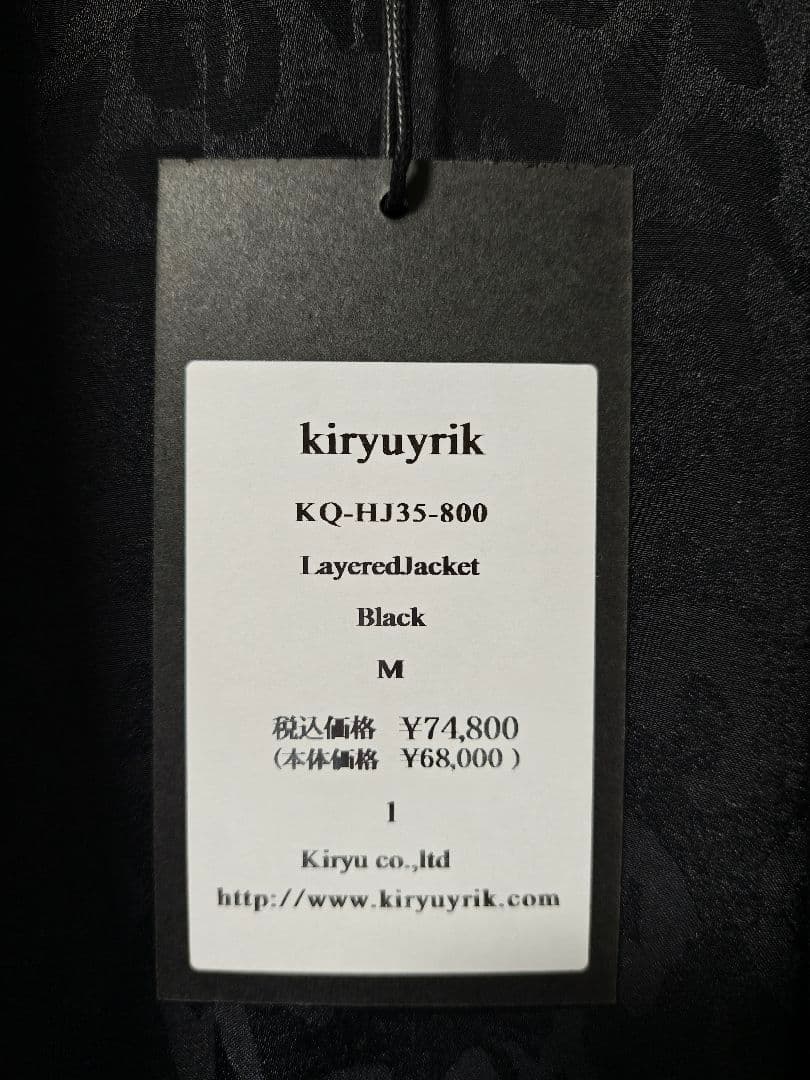 kiryuyrik
KQ-HJ35-800
LayeredJacket
Black
M
税込価格 ¥74,800
(本体価格 ¥68,000 )
1
Kiryu co.,ltd
http://www.kiryuyrik.com